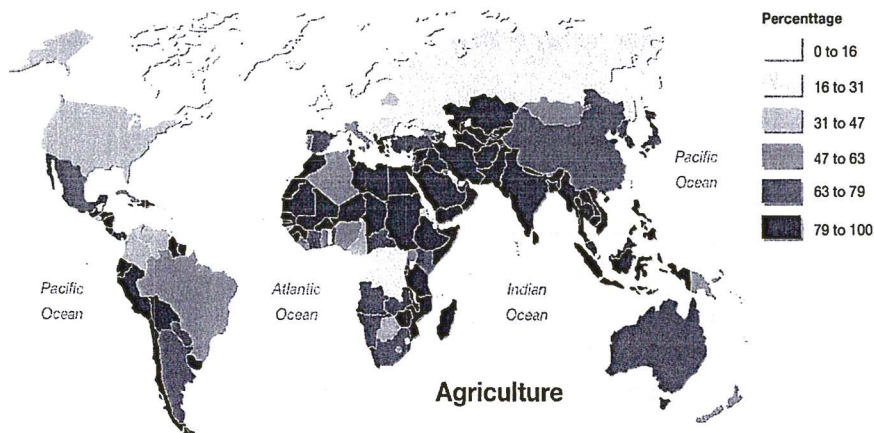 Percenttage
0 to 16
16 to 31
31 to 47
47 to 63
63 to 79
79 to 100
Pacific
Ocean
Pacific
Ocean
Atlantic
Ocean
Indian
Ocean
Agriculture